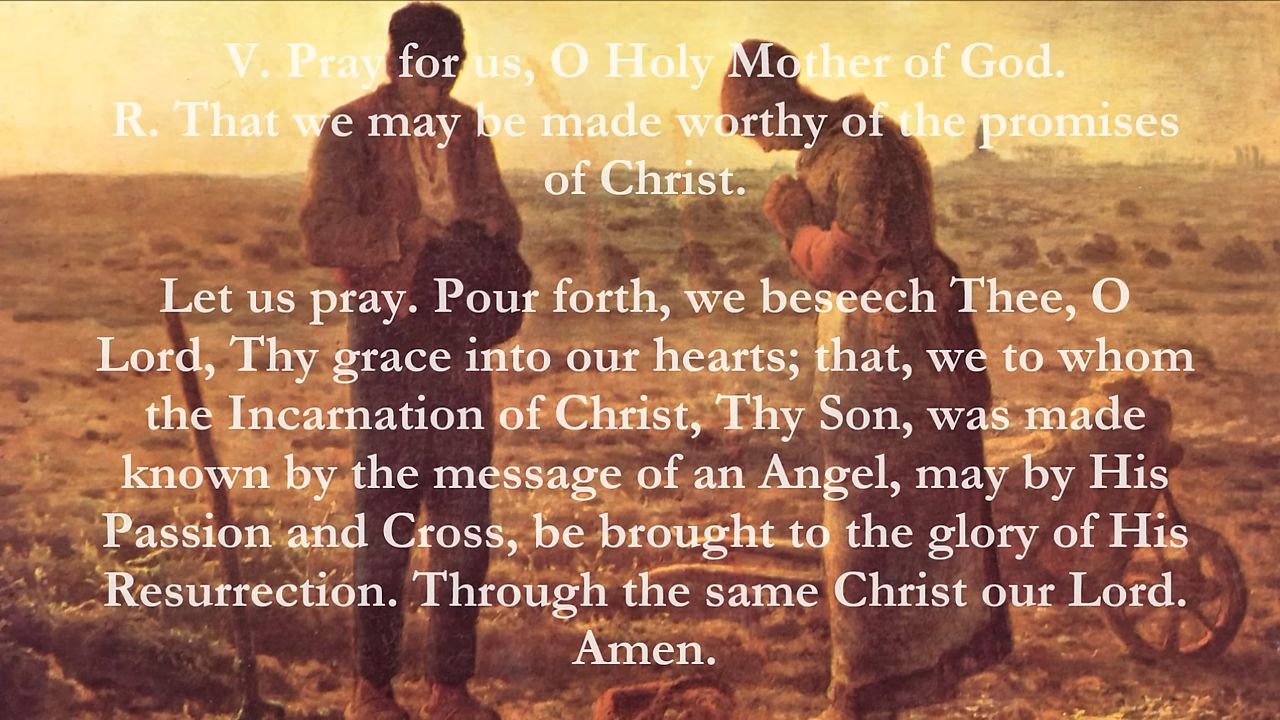 V. Pray for us, O Holy Mother of God.
R. That we may be made worthy of the promises
of Christ.
Let us pray. Pour forth, we beseech Thee, O
Lord, Thy grace into our hearts; that, we to whom
the Incarnation of Christ, Thy Son, was made
known by the message of an Angel, may by His
Passion and Cross, be brought to the glory of His
Resurrection. Through the same Christ our Lord.
Amen.